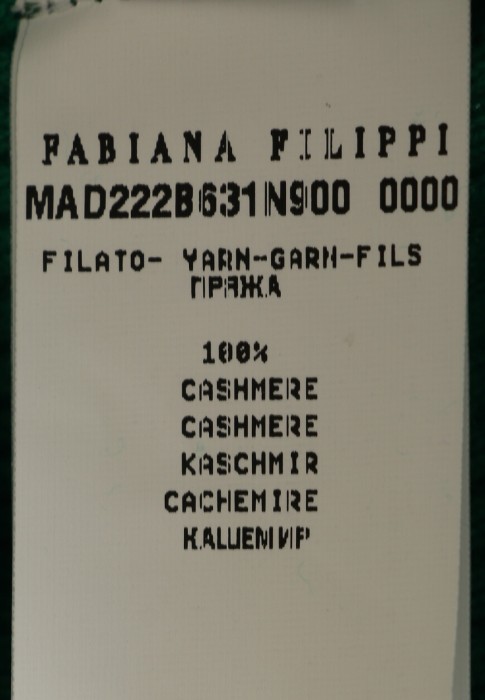 FABIANA FILIPPI
MAD222B631N900 0000
FILATO- YARN-GARN-FILS
ПРЯЖА
100%
CASHMERE
CASHMERE
KASCHMIR
CACHEMIRE
КАШЕМИР